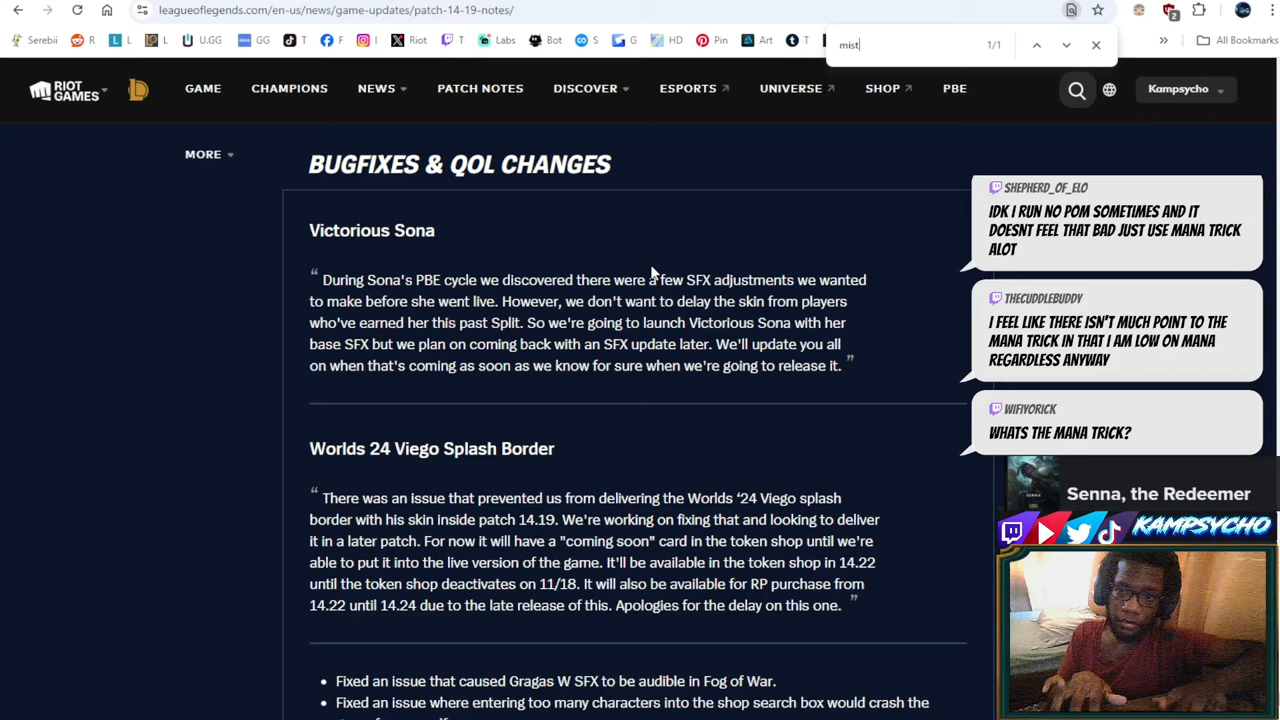 leagueoflegends.com/en-us/news/game-updates/patch-14-19-notes/
2
Serebii R L L U.GG GG T F I Riot T Labs Bot S G HD Pin Art T » All Bookmarks
mist 1/1
RIOT GAMES GAME CHAMPIONS NEWS PATCH NOTES DISCOVER ESPORTS UNIVERSE SHOP PBE Kampsycho
MORE
BUGFIXES & QOL CHANGES
Victorious Sona
“ During Sona's PBE cycle we discovered there were a few SFX adjustments we wanted
to make before she went live. However, we don't want to delay the skin from players
who've earned her this past Split. So we're going to launch Victorious Sona with her
base SFX but we plan on coming back with an SFX update later. We'll update you all
on when that's coming as soon as we know for sure when we're going to release it. ”
Worlds 24 Viego Splash Border
“ There was an issue that prevented us from delivering the Worlds ‘24 Viego splash
border with his skin inside patch 14.19. We're working on fixing that and looking to deliver
it in a later patch. For now it will have a "coming soon" card in the token shop until we're
able to put it into the live version of the game. It'll be available in the token shop in 14.22
until the token shop deactivates on 11/18. It will also be available for RP purchase from
14.22 until 14.24 due to the late release of this. Apologies for the delay on this one. ”
• Fixed an issue that caused Gragas W SFX to be audible in Fog of War.
• Fixed an issue where entering too many characters into the shop search box would crash the
SHEPHERD_OF_ELO
IDK I RUN NO POM SOMETIMES AND IT
DOESNT FEEL THAT BAD JUST USE MANA TRICK
ALOT
THECUDDLEBUDDY
I FEEL LIKE THERE ISN'T MUCH POINT TO THE
MANA TRICK IN THAT I AM LOW ON MANA
REGARDLESS ANYWAY
WIFIYORICK
WHATS THE MANA TRICK?
SENNA
Senna, the Redeemer
KAMPSYCHO